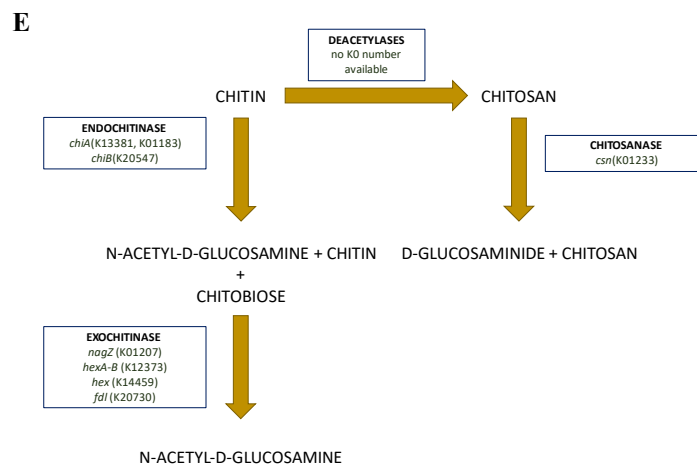 E
DEACETYLASES
no K0 number
available
CHITIN
CHITOSAN
ENDOCHITINASE
chiA(K13381, K01183)
chiB(K20547)
CHITOSANASE
csn(K01233)
N-ACETYL-D-GLUCOSAMINE + CHITIN
+
CHITOBIOSE
D-GLUCOSAMINIDE + CHITOSAN
EXOCHITINASE
nagZ (K01207)
hexA-B (K12373)
hex (K14459)
fdl (K20730)
N-ACETYL-D-GLUCOSAMINE